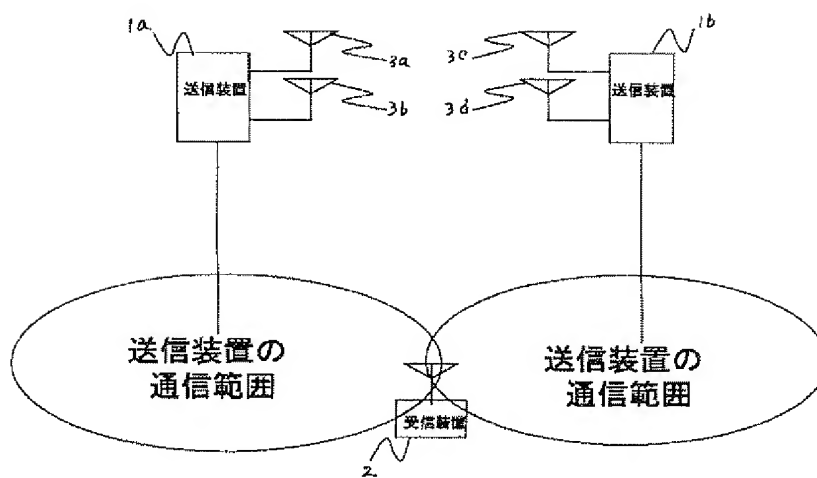 1a
3a
3c
1b
送信装置
送信装置
3b
3d
送信装置の
通信範囲
送信装置の
通信範囲
受信装置
2